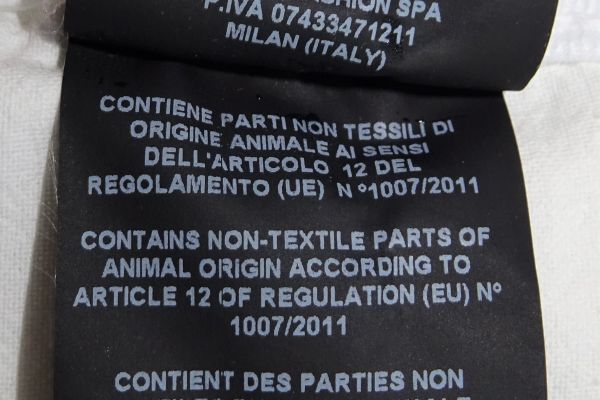 FASHION SPA
P.IVA 07433471211
MILAN (ITALY)
CONTIENE PARTI NON TESSILI DI
ORIGINE ANIMALE AI SENSI
DELL'ARTICOLO 12 DEL
REGOLAMENTO (UE) N°1007/2011
CONTAINS NON-TEXTILE PARTS OF
ANIMAL ORIGIN ACCORDING TO
ARTICLE 12 OF REGULATION (EU) N°
1007/2011
CONTIENT DES PARTIES NON